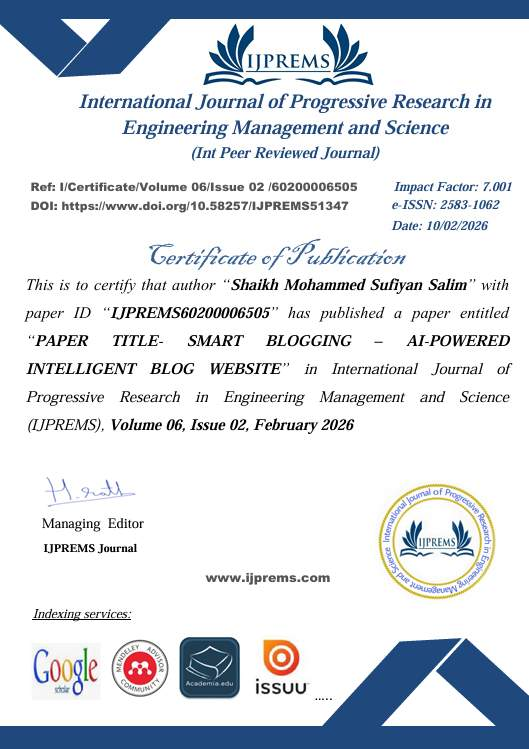 IJPREMS
International Journal of Progressive Research in
Engineering Management and Science
(Int Peer Reviewed Journal)
Ref: I/Certificate/Volume 06/Issue 02 /60200006505
Impact Factor: 7.001
DOI: https://www.doi.org/10.58257/IJPREMS51347
e-ISSN: 2583-1062
Date: 10/02/2026
Certificate of Publication
This is to certify that author “Shaikh Mohammed Sufiyan Salim” with
paper ID “IJPREMS60200006505” has published a paper entitled
“PAPER TITLE- SMART BLOGGING – AI-POWERED
INTELLIGENT BLOG WEBSITE” in International Journal of
Progressive Research in Engineering Management and Science
(IJPREMS), Volume 06, Issue 02, February 2026
Managing Editor
IJPREMS Journal
International Journal of Progressive Research in Engineering Management and Science
IJPREMS
www.ijprems.com
Indexing services:
Google
scholar
MENDELEY ADVISOR
COMMUNITY
Academia.edu
issuu
.....